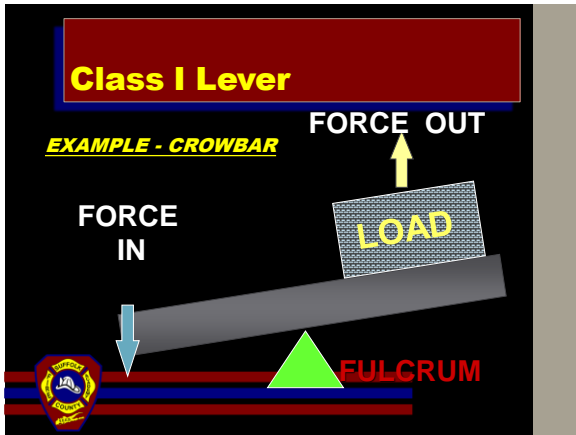 Class I Lever
FORCE OUT
EXAMPLE - CROWBAR
FORCE
IN
LOAD
FULCRUM
SUFFOLK
COUNTY